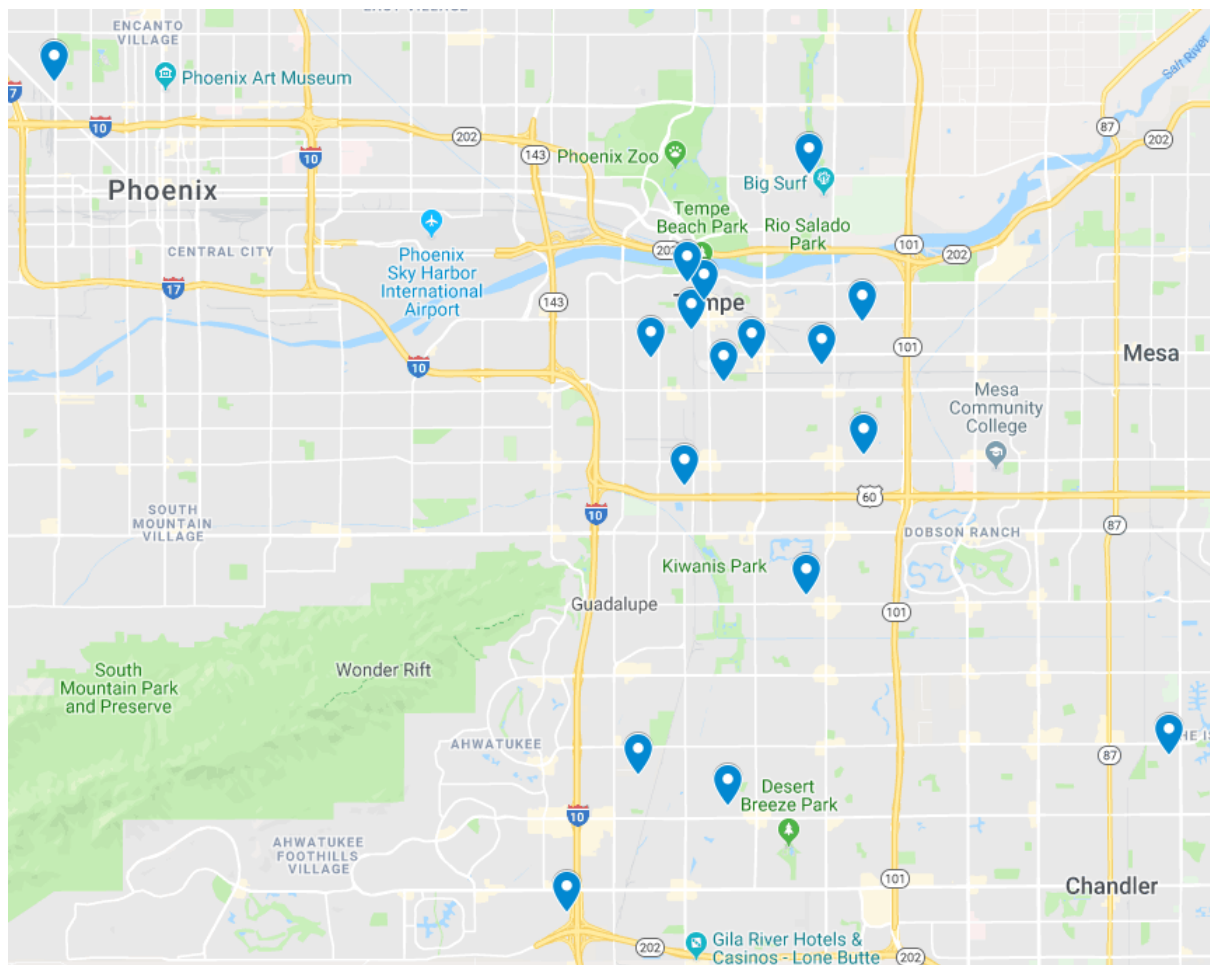 ENCANTO
VILLAGE
Phoenix Art Museum
7
10
202
143
10
Phoenix Zoo
87
202
Salt River
Phoenix
Big Surf
Tempe
Beach Park
Rio Salado
Park
CENTRAL CITY
Phoenix
Sky Harbor
International
Airport
101
202
17
143
Mesa
101
10
Mesa
Community
College
SOUTH
MOUNTAIN
VILLAGE
60
10
87
DOBSON RANCH
Kiwanis Park
Guadalupe
101
South
Mountain Park
and Preserve
Wonder Rift
AHWATUKEE
87
Desert
Breeze Park
10
AHWATUKEE
FOOTHILLS
VILLAGE
101
Chandler
Gila River Hotels &
Casinos - Lone Butte
202
202